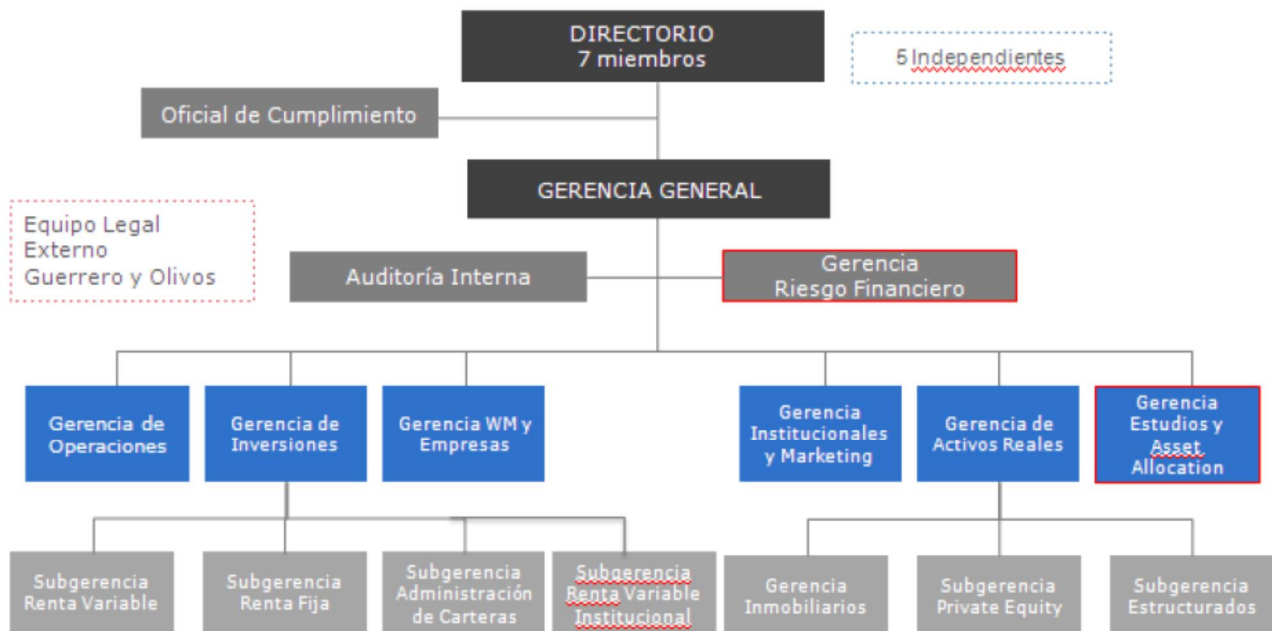 DIRECTORIO
7 miembros
5 Independientes
Oficial de Cumplimiento
GERENCIA GENERAL
Equipo Legal
Externo
Guerrero y Olivos
Auditoría Interna
Gerencia
Riesgo Financiero
Gerencia de
Operaciones
Gerencia de
Inversiones
Gerencia WM y
Empresas
Gerencia
Institucionales
y Marketing
Gerencia de
Activos Reales
Gerencia
Estudios y
Asset
Allocation
Subgerencia
Renta Variable
Subgerencia
Renta Fija
Subgerencia
Administración
de Carteras
Subgerencia
Renta Variable
Institucional
Gerencia
Inmobiliarios
Subgerencia
Private Equity
Subgerencia
Estructurados